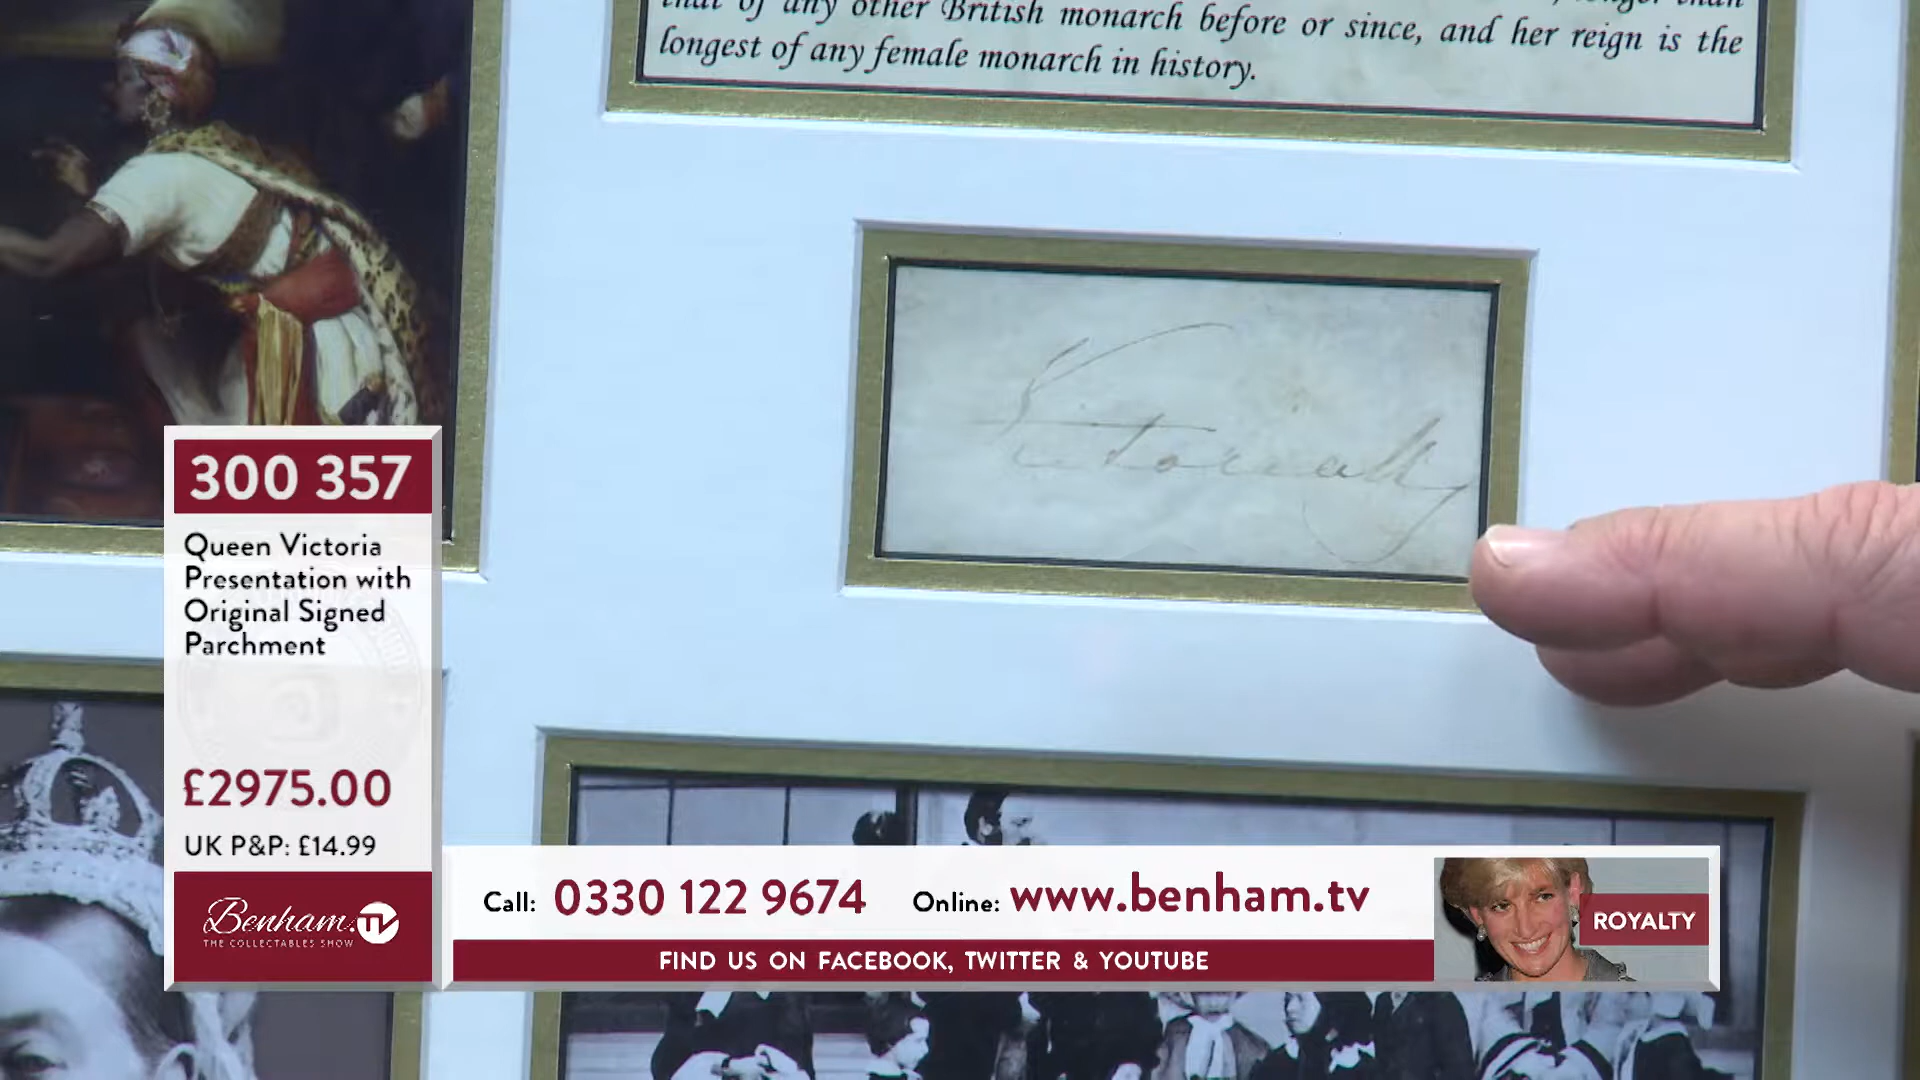 that of any other British monarch before or since, and her reign is the
longest of any female monarch in history.
300 357
Queen Victoria
Presentation with
Original Signed
Parchment
£2975.00
UK P&P: £14.99
Benham.TV
THE COLLECTABLES SHOW
Call: 0330 122 9674 Online: www.benham.tv
FIND US ON FACEBOOK, TWITTER & YOUTUBE
ROYALTY